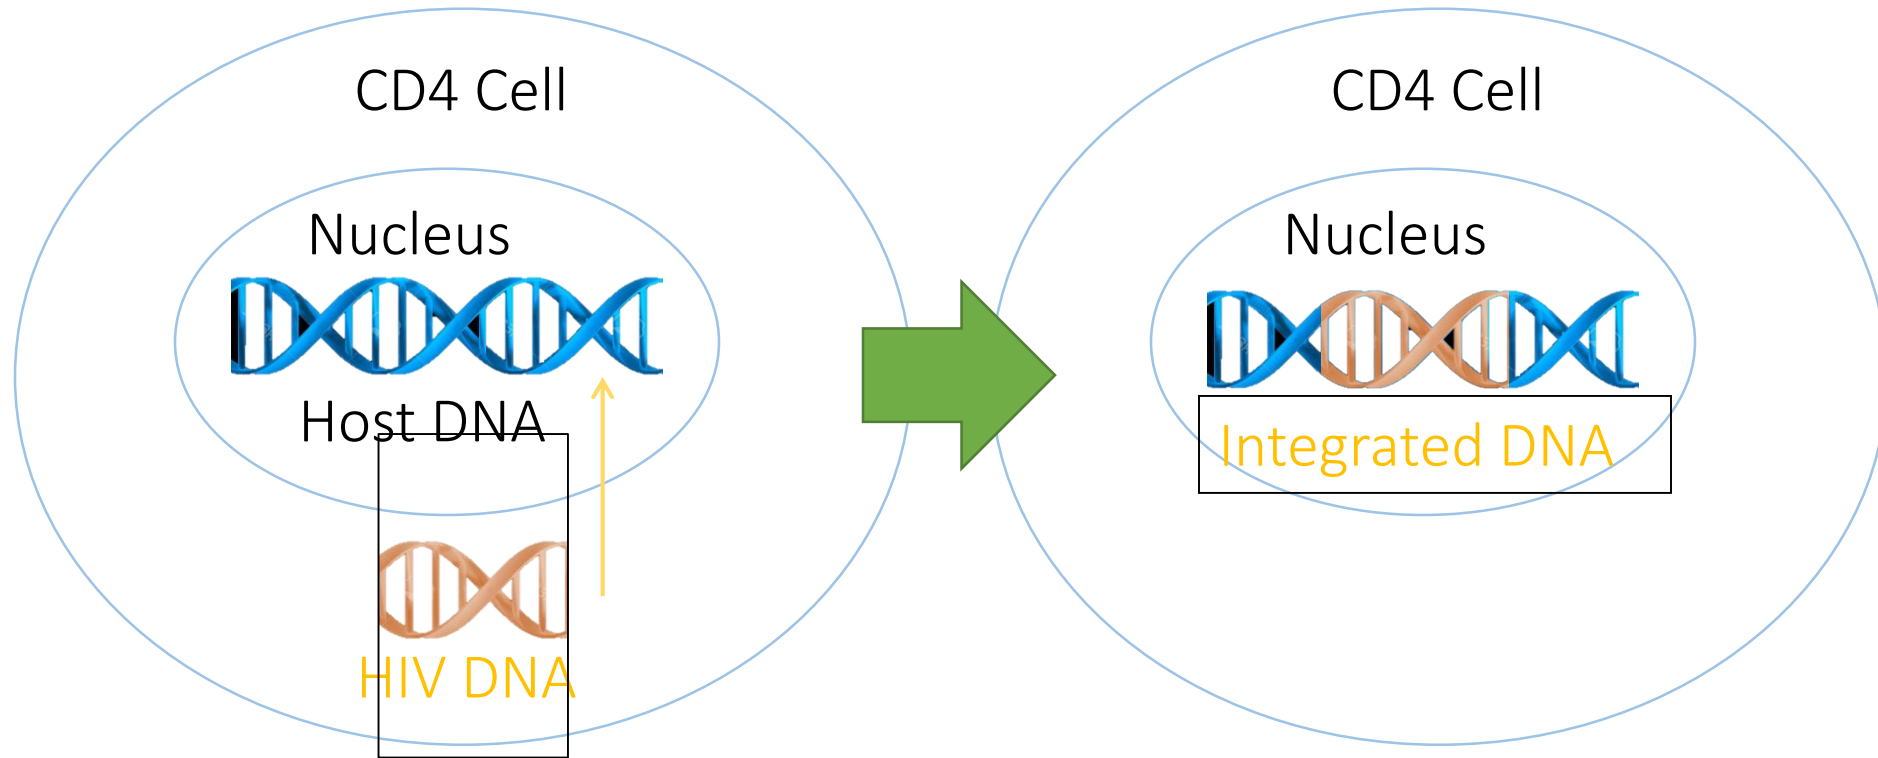 CD4 Cell
Nucleus
Host DNA
HIV DNA
CD4 Cell
Nucleus
Integrated DNA